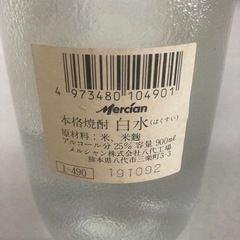 4 973480 104901
Mercian
本格焼酎 白水(はくすい)
原材料:米、米麹
アルコール分25% 容量900ml
メルシャン株式会社八代工場
熊本県八代市三楽町3-3
1-490
191092